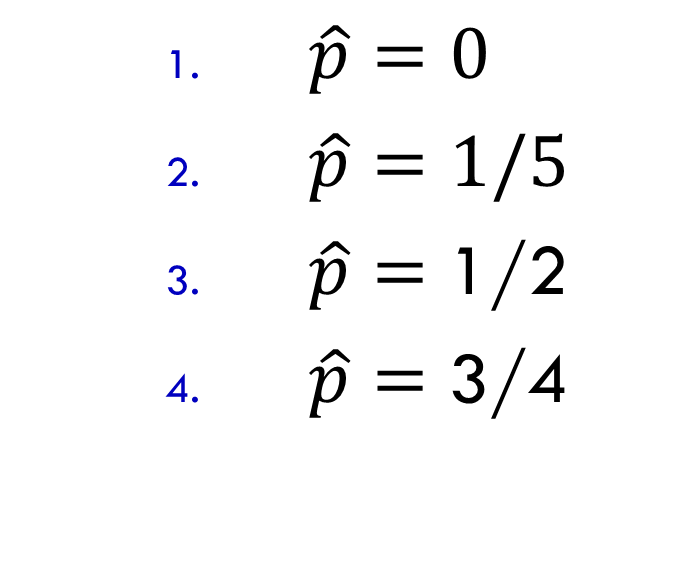 1. p̂ = 0
2. p̂ = 1/5
3. p̂ = 1/2
4. p̂ = 3/4